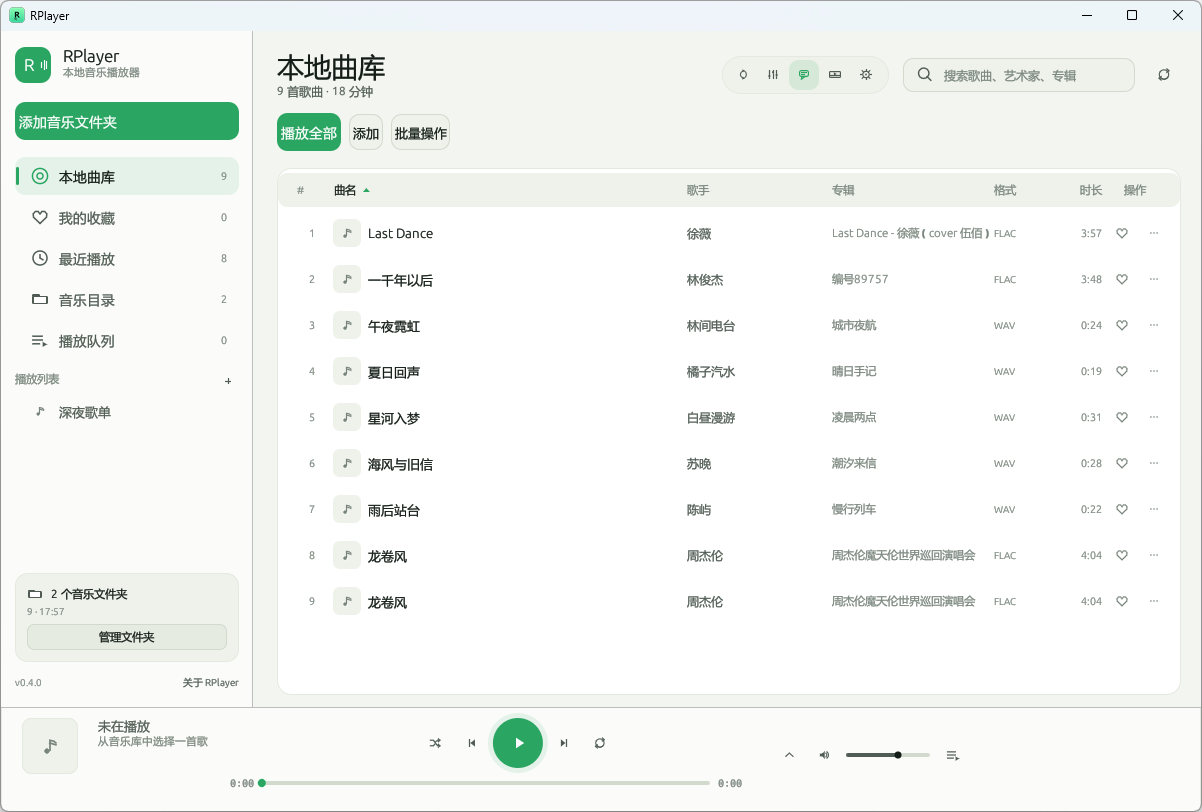 R RPlayer
R RPlayer
本地音乐播放器
添加音乐文件夹
本地曲库 9
我的收藏 0
最近播放 8
音乐目录 2
播放队列 0
播放列表 +
深夜歌单
2 个音乐文件夹
9 · 17:57
管理文件夹
v0.4.0 关于 RPlayer
本地曲库
9 首歌曲 · 18 分钟
搜索歌曲、艺术家、专辑
播放全部 添加 批量操作
# 曲名 歌手 专辑 格式 时长 操作
1 Last Dance 徐薇 Last Dance - 徐薇 ( cover 伍佰 ) FLAC 3:57 ···
2 一千年以后 林俊杰 编号89757 FLAC 3:48 ···
3 午夜霓虹 林间电台 城市夜航 WAV 0:24 ···
4 夏日回声 橘子汽水 晴日手记 WAV 0:19 ···
5 星河入梦 白昼漫游 凌晨两点 WAV 0:31 ···
6 海风与旧信 苏晚 潮汐来信 WAV 0:28 ···
7 雨后站台 陈屿 慢行列车 WAV 0:22 ···
8 龙卷风 周杰伦 周杰伦魔天伦世界巡回演唱会 FLAC 4:04 ···
9 龙卷风 周杰伦 周杰伦魔天伦世界巡回演唱会 FLAC 4:04 ···
未在播放
从音乐库中选择一首歌
0:00 0:00